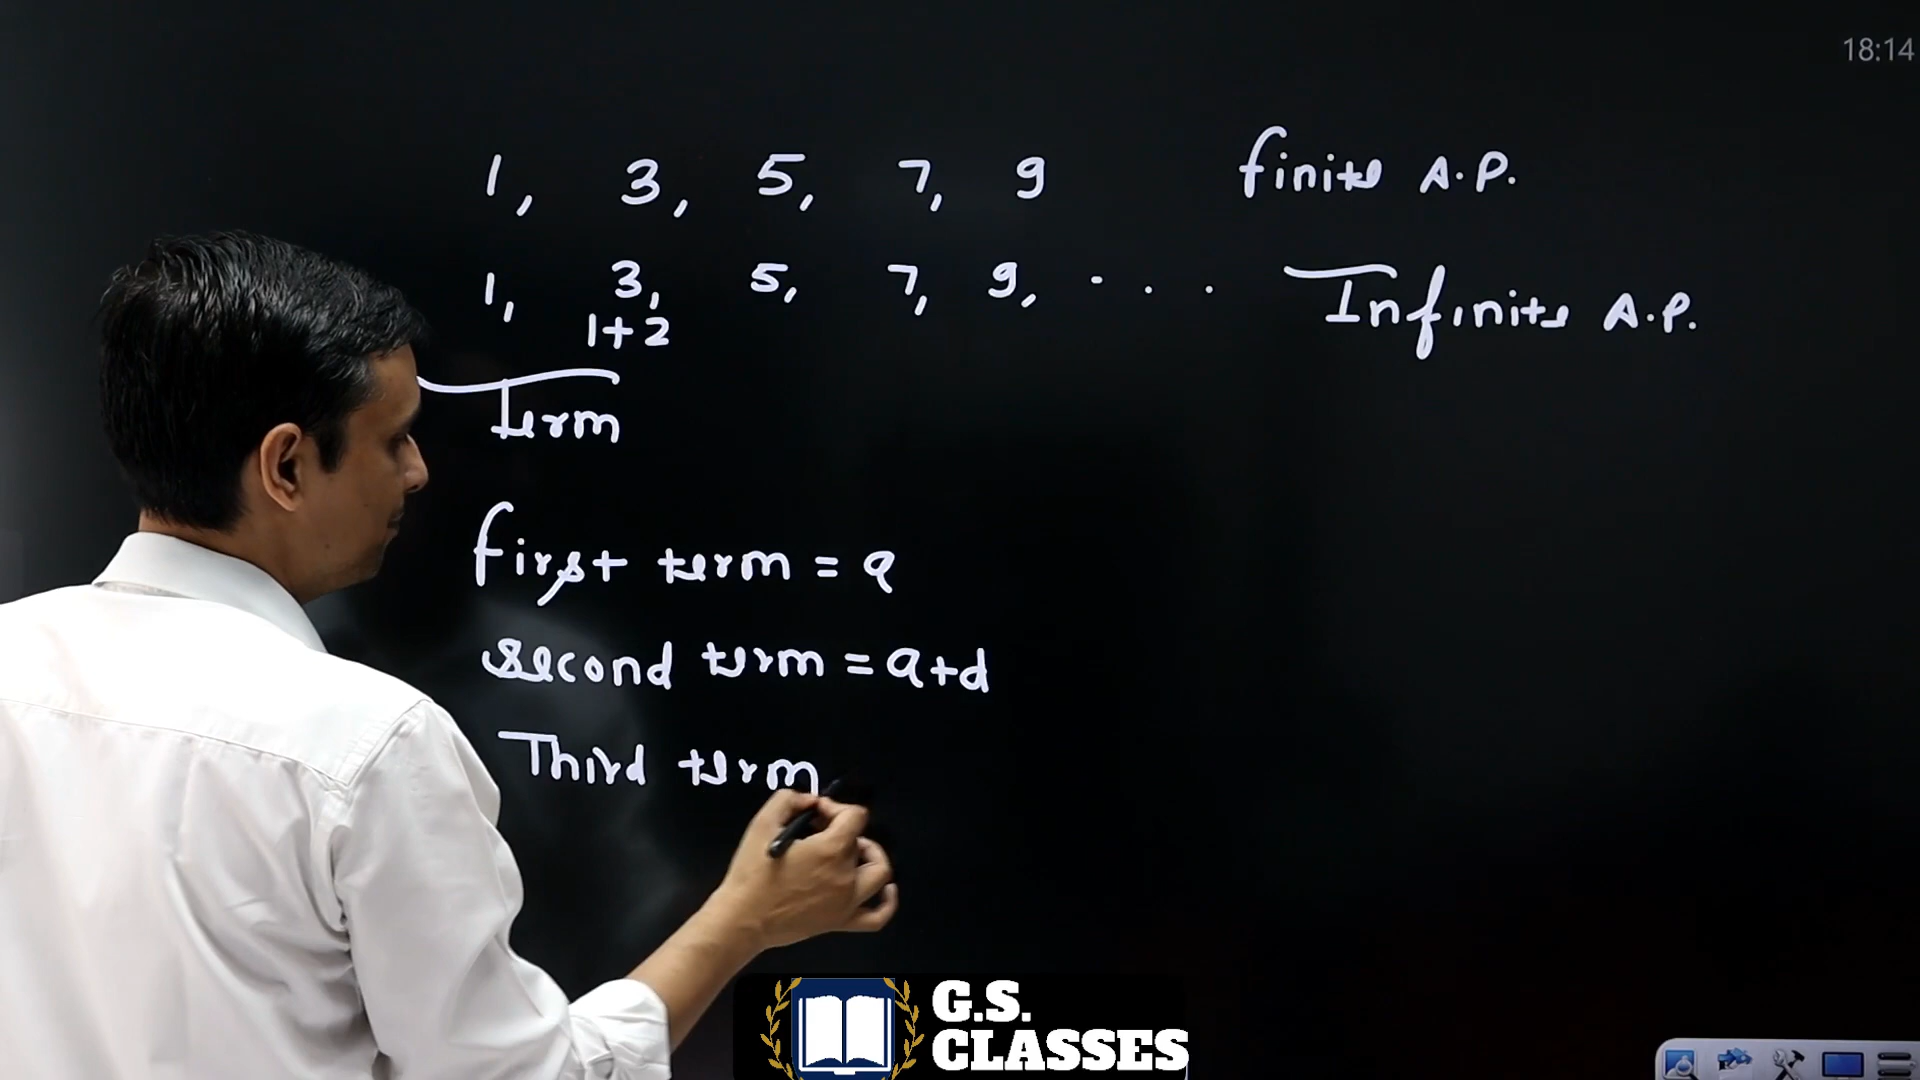 18:14
1, 3, 5, 7, 9 finite A.P.
1, 3, 5, 7, 9, . . . Infinite A.P.
1+2
Term
first term = a
second term = a+d
Third term
G.S.
CLASSES